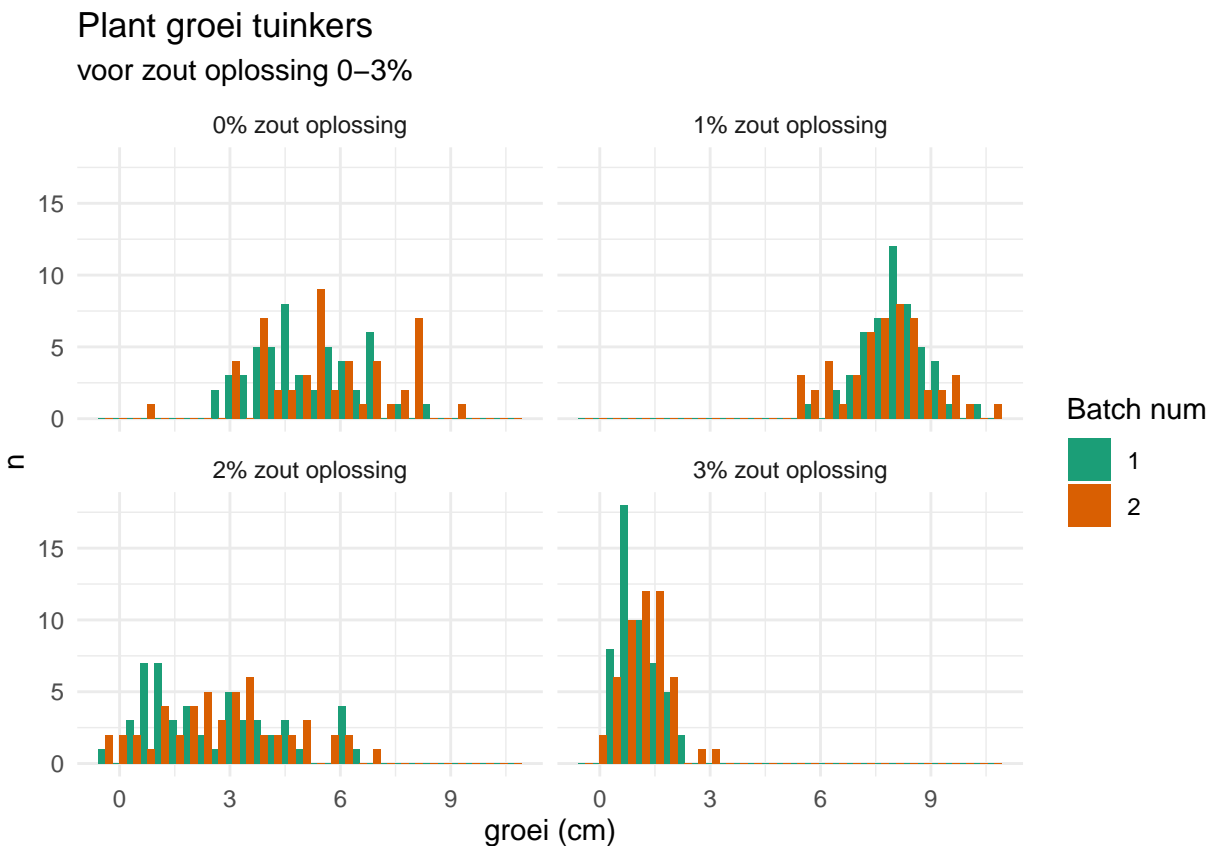 Plant groei tuinkers
voor zout oplossing 0–3%
0% zout oplossing
1% zout oplossing
15
10
5
0
n
2% zout oplossing
3% zout oplossing
15
10
5
0
0 3 6 9
0 3 6 9
groei (cm)
Batch num
1
2